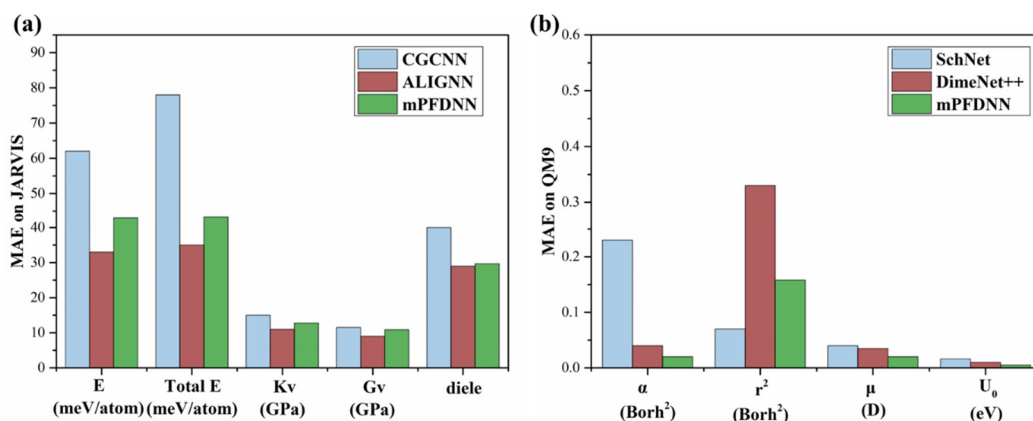 (a)
CGCNN
ALIGNN
mPFDNN
MAE on JARVIS
90
80
70
60
50
40
30
20
10
0
E Total E Kv Gv diele
(meV/atom) (meV/atom) (GPa) (GPa)
(b)
SchNet
DimeNet++
mPFDNN
MAE on QM9
0.6
0.5
0.4
0.3
0.2
0.1
0.0
α r² μ U₀
(Borh²) (Borh²) (D) (eV)